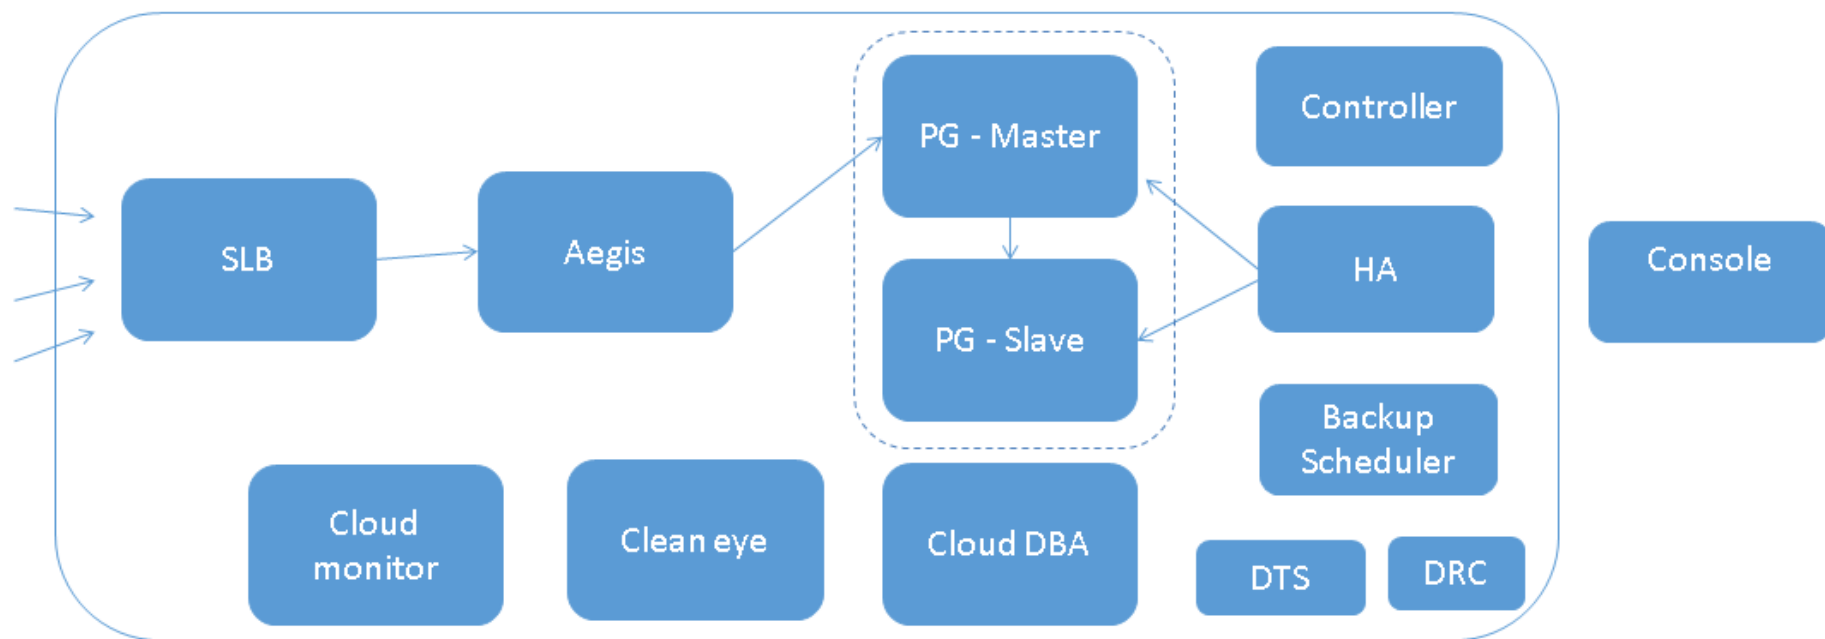 SLB
Aegis
PG - Master
PG - Slave
Controller
HA
Console
Backup
Scheduler
Cloud
monitor
Clean eye
Cloud DBA
DTS
DRC